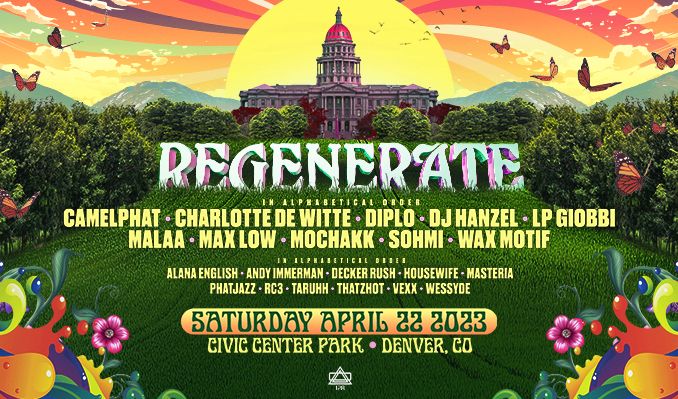 REGENERATE
IN ALPHABETICAL ORDER
CAMELPHAT • CHARLOTTE DE WITTE • DIPLO • DJ HANZEL • LP GIOBBI
MALAA • MAX LOW • MOCHAKK • SOHMI • WAX MOTIF
IN ALPHABETICAL ORDER
ALANA ENGLISH • ANDY IMMERMAN • DECKER RUSH • HOUSEWIFE • MASTERIA
PHATJAZZ • RC3 • TARUHH • THATZHOT • VEXX • WESSYDE
SATURDAY APRIL 22 2023
CIVIC CENTER PARK • DENVER, CO